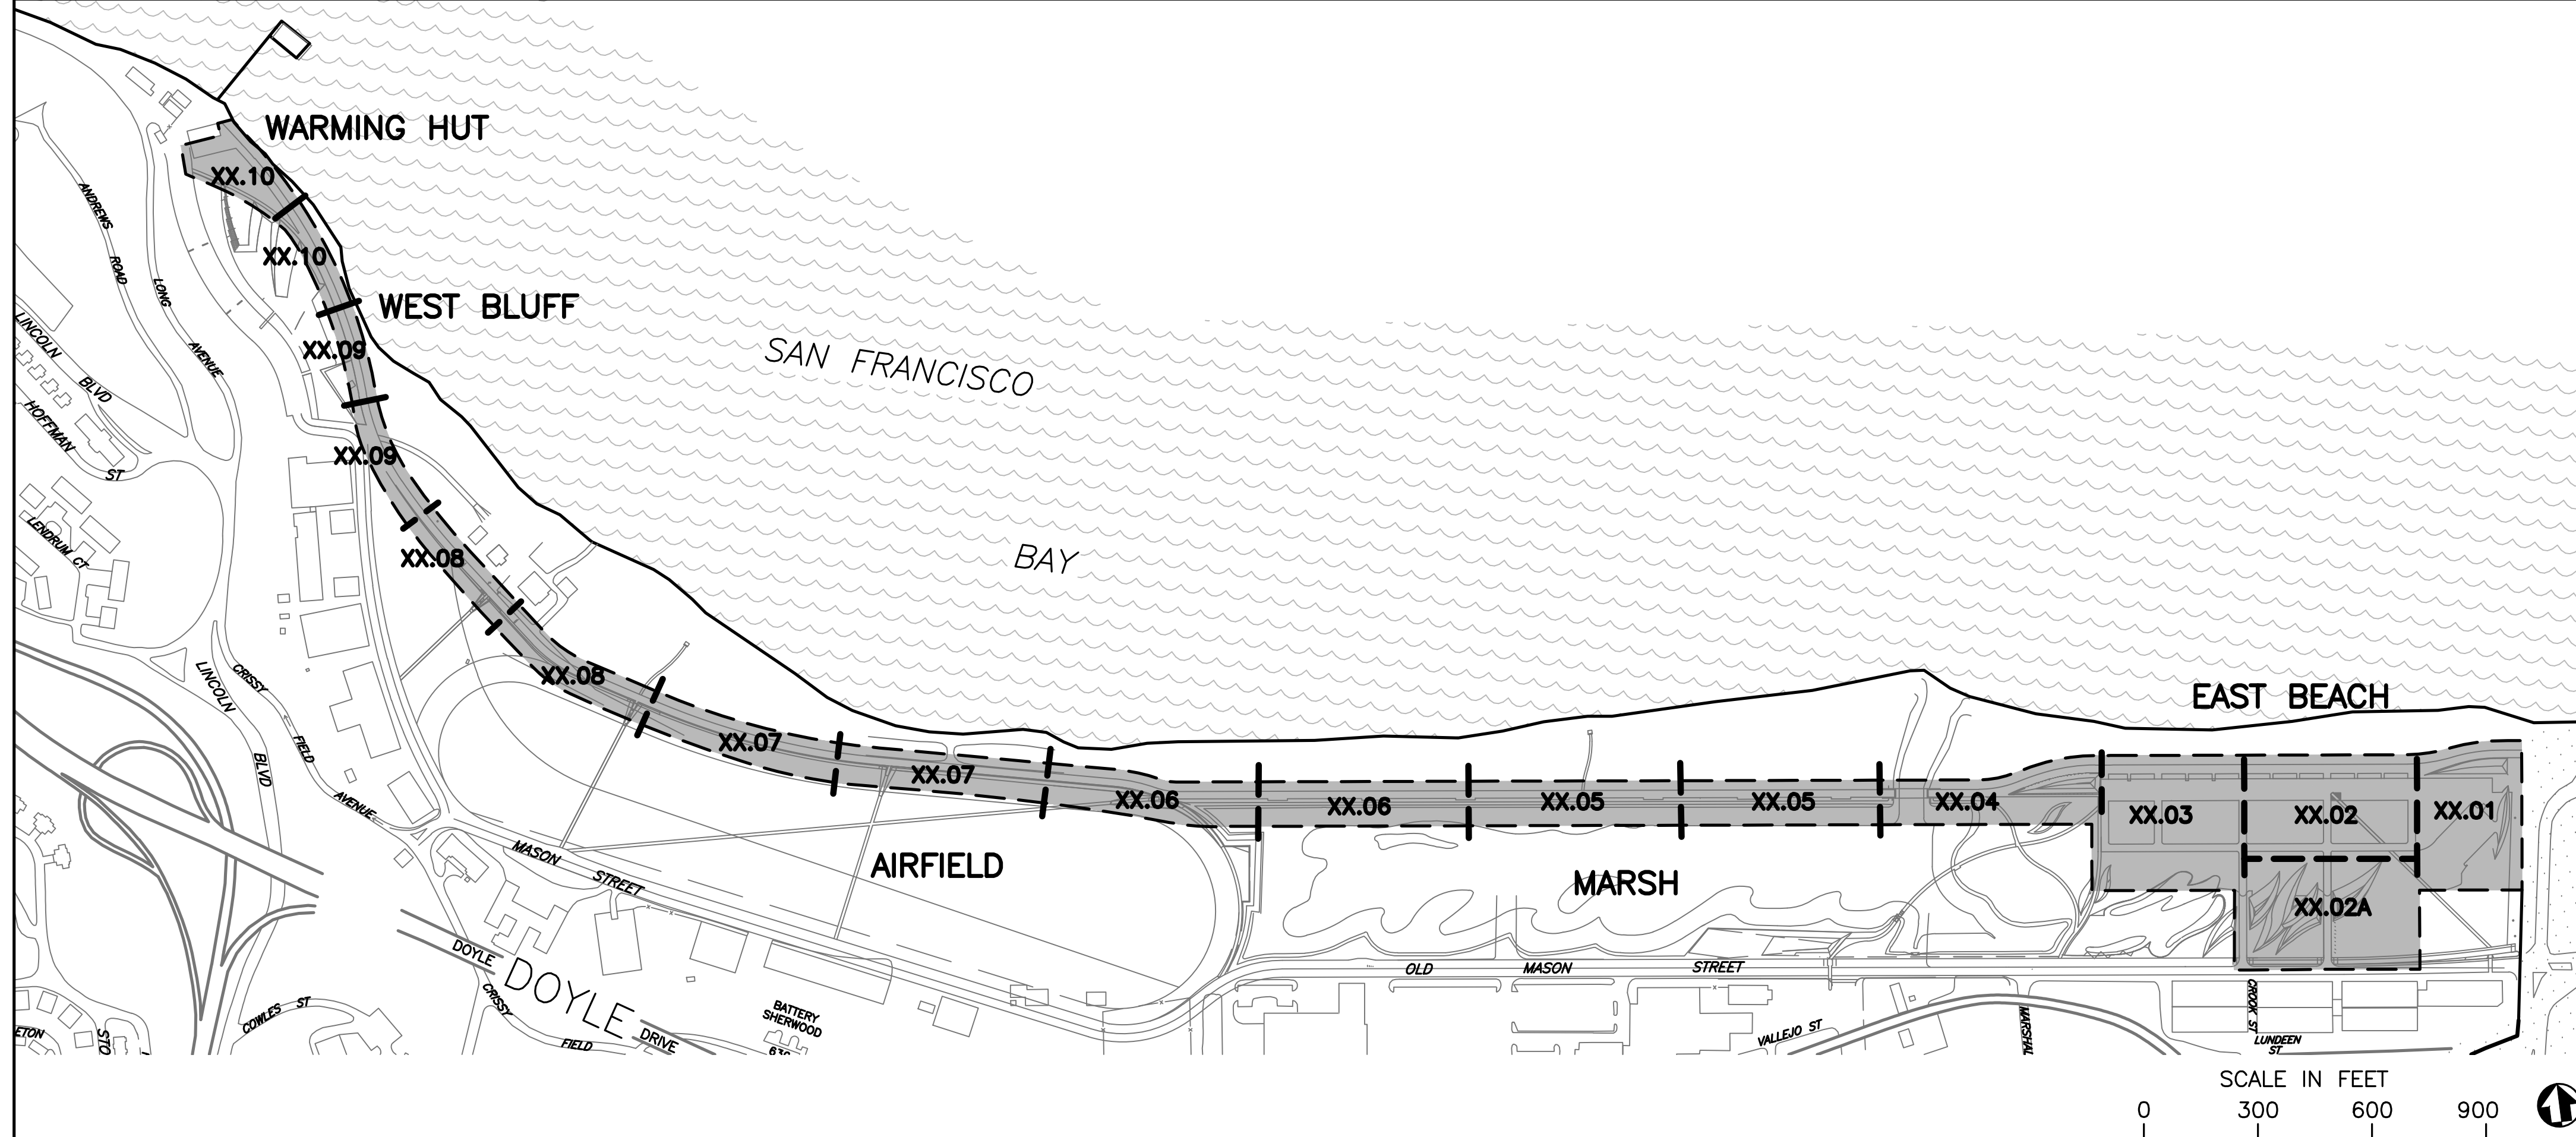 WARMING HUT
XX.10
ANDREWS
ROAD
LONG
AVENUE
XX.10
WEST BLUFF
LINCOLN
BLVD
XX.09
SAN FRANCISCO
HOFFMAN
ST
XX.09
LENDRUM CT
XX.08
BAY
XX.08
LINCOLN
BLVD
CRISSY
FIELD
AVENUE
EAST BEACH
XX.07
XX.07
XX.06
XX.06
XX.05
XX.05
XX.04
XX.03
XX.02
XX.01
MASON
STREET
AIRFIELD
MARSH
XX.02A
DOYLE
DOYLE
DRIVE
OLD MASON STREET
CRISSY
FIELD
COWLES ST
ETON
STO
BATTERY
SHERWOOD
VALLEJO ST
MARSHAL
CROOK ST
LUNDEEN
ST
SCALE IN FEET
0 300 600 900